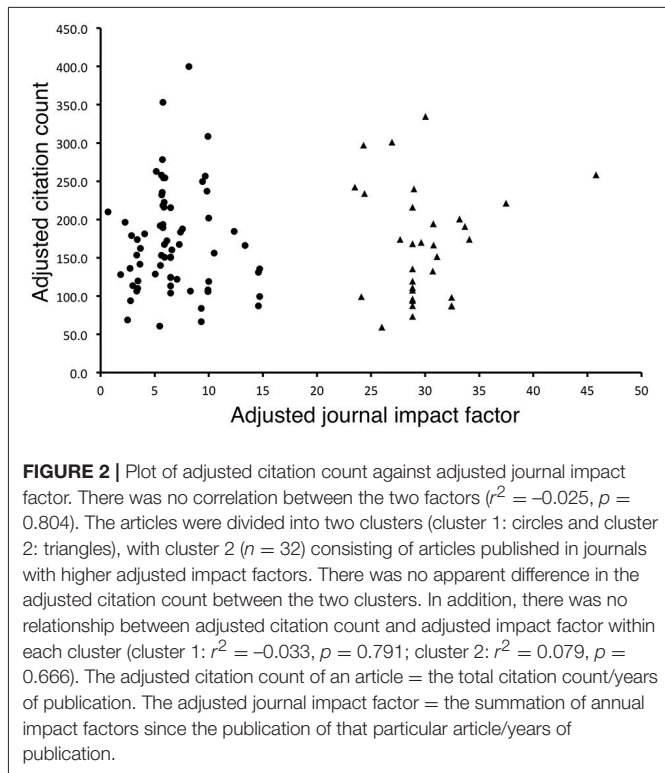 450.0
400.0
350.0
300.0
250.0
200.0
150.0
100.0
50.0
0.0
Adjusted citation count
0 5 10 15 20 25 30 35 40 45 50
Adjusted journal impact factor
FIGURE 2 | Plot of adjusted citation count against adjusted journal impact
factor. There was no correlation between the two factors (r² = –0.025, p =
0.804). The articles were divided into two clusters (cluster 1: circles and cluster
2: triangles), with cluster 2 (n = 32) consisting of articles published in journals
with higher adjusted impact factors. There was no apparent difference in the
adjusted citation count between the two clusters. In addition, there was no
relationship between adjusted citation count and adjusted impact factor within
each cluster (cluster 1: r² = –0.033, p = 0.791; cluster 2: r² = 0.079, p =
0.666). The adjusted citation count of an article = the total citation count/years
of publication. The adjusted journal impact factor = the summation of annual
impact factors since the publication of that particular article/years of
publication.